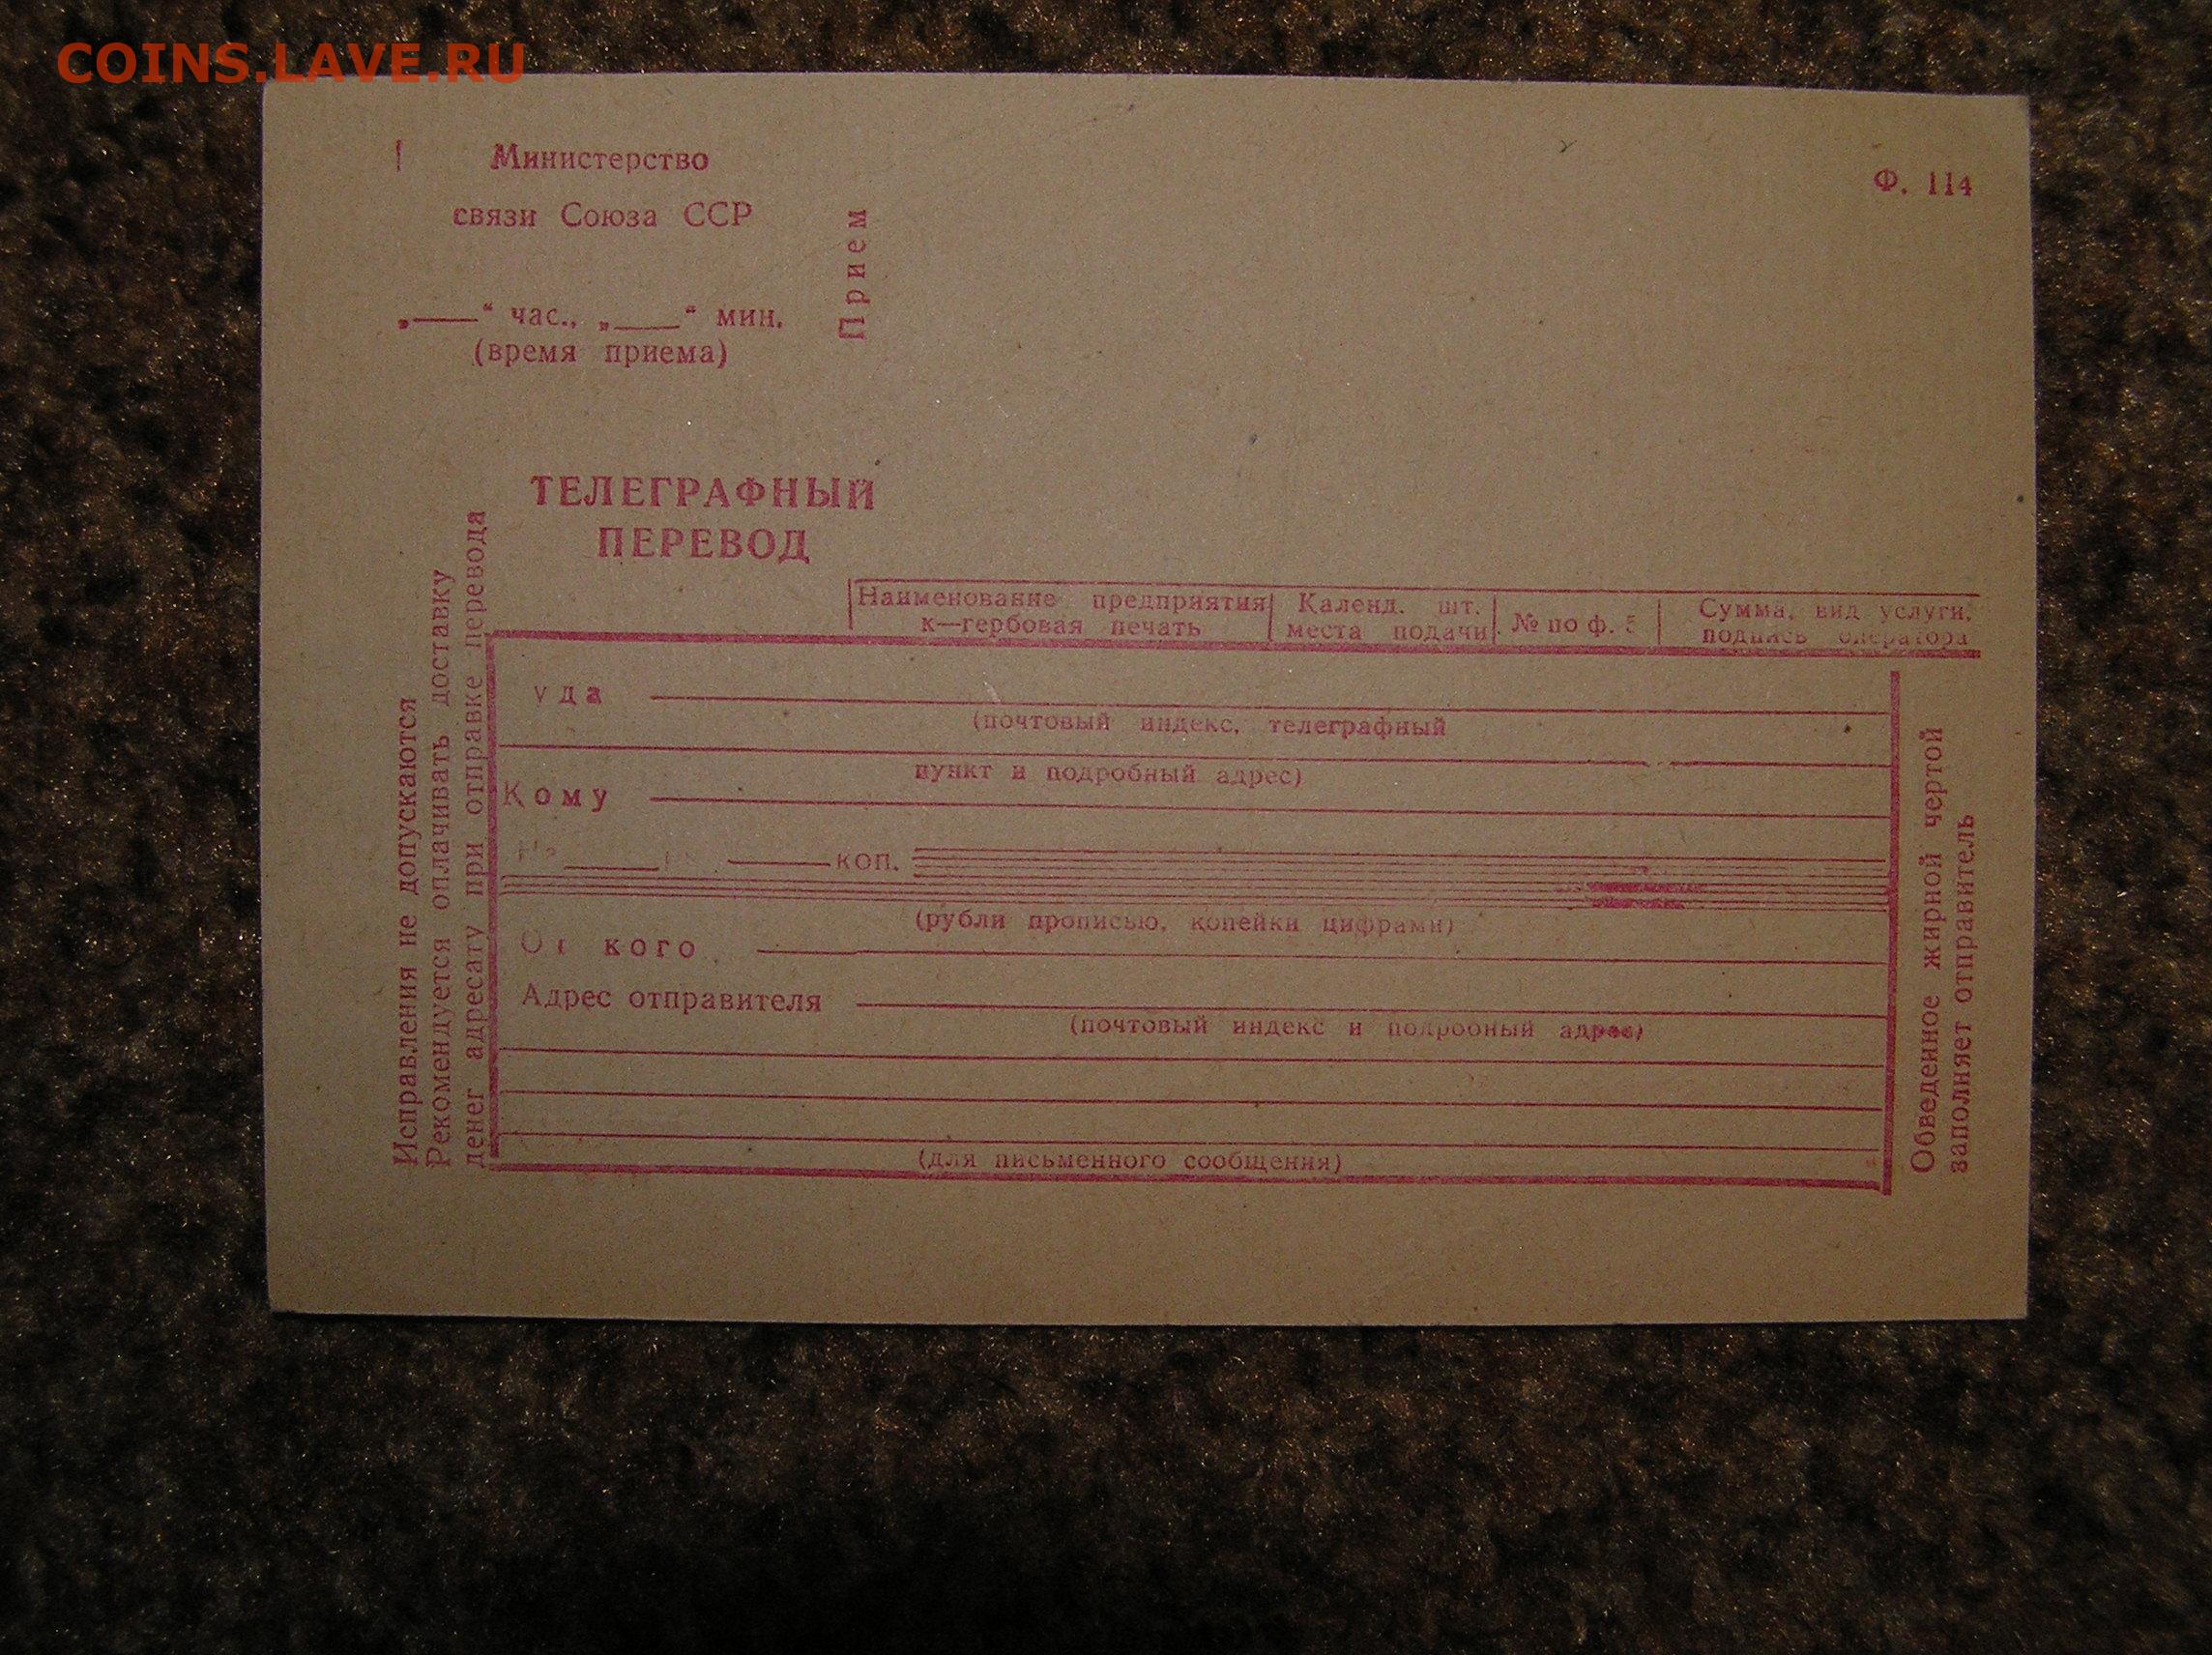 COINS.LAVE.RU
Министерство
связи Союза ССР
Ф. 114
Прием
„——“ час., „____“ мин.
(время приема)
ТЕЛЕГРАФНЫЙ
ПЕРЕВОД
Наименование предприятия
к—гербовая печать
Календ. шт.
места подачи
№ по ф. 5
Сумма, вид услуги,
подпись оператора
уда
(почтовый индекс, телеграфный
пункт и подробный адрес)
Кому
коп.
(рубли прописью, копейки цифрами)
От кого
Адрес отправителя
(почтовый индекс и подробный адрес)
(для письменного сообщения)
Исправления не допускаются
Рекомендуется оплачивать доставку
денег адресату при отправке перевода
Обведенное жирной чертой
заполняет отправитель